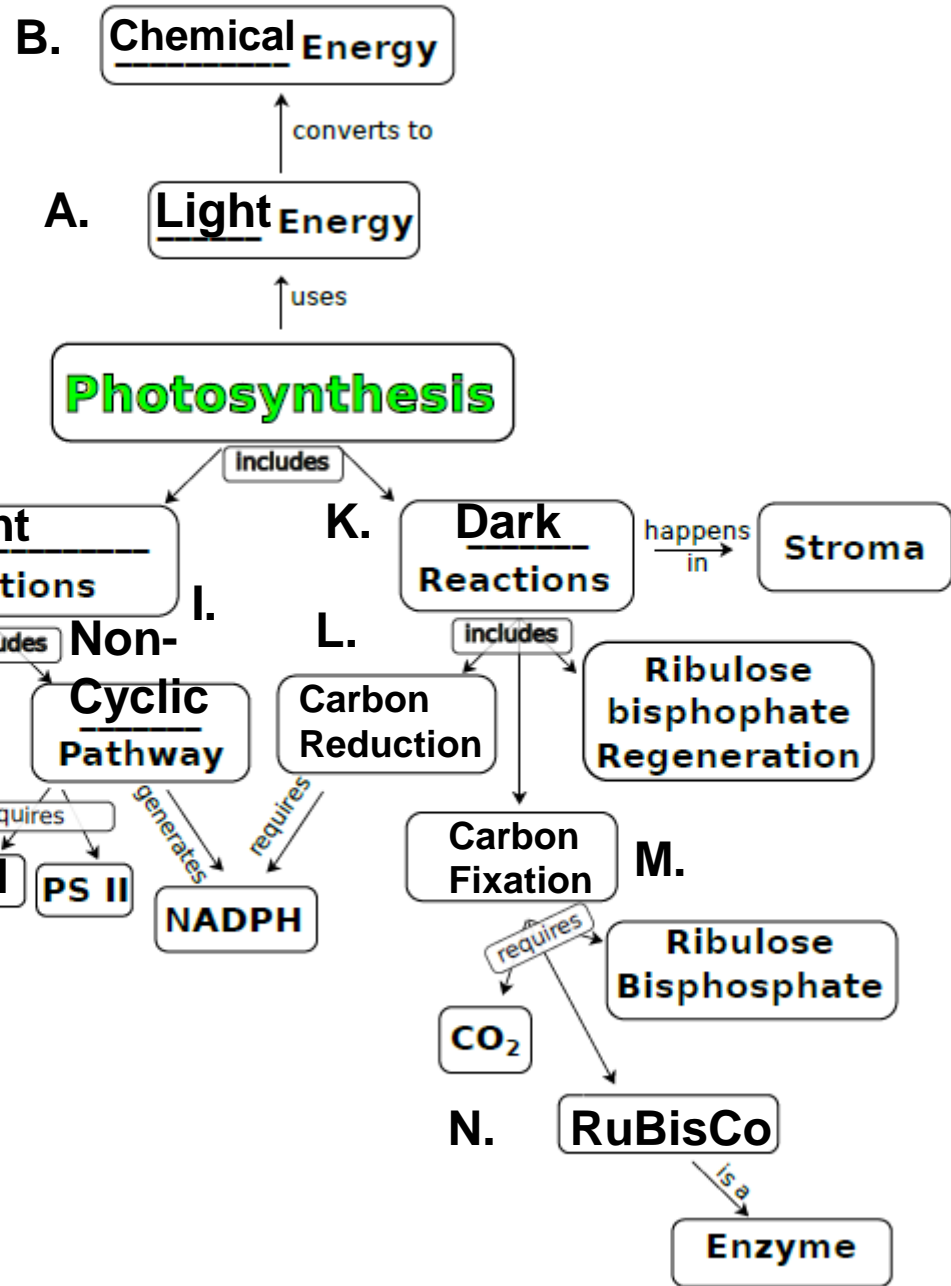 B.
Chemical Energy
converts to
A.
Light Energy
uses
Photosynthesis
includes
K.
Dark
Reactions
happens
in
Stroma
I.
Non-
Cyclic
Pathway
L.
includes
Carbon
Reduction
Ribulose
bisphophate
Regeneration
generates
requires
PS II
NADPH
Carbon
Fixation
M.
requires
Ribulose
Bisphosphate
CO₂
N.
RuBisCo
is a
Enzyme